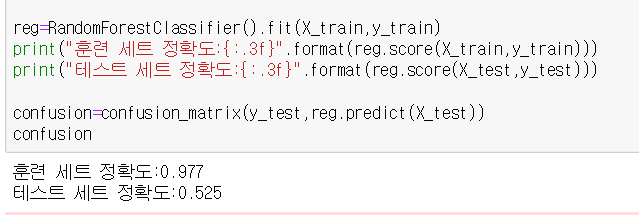 reg=RandomForestClassifier().fit(X_train,y_train)
print("훈련 세트 정확도:{:.3f}".format(reg.score(X_train,y_train)))
print("테스트 세트 정확도:{:.3f}".format(reg.score(X_test,y_test)))
confusion=confusion_matrix(y_test,reg.predict(X_test))
confusion
훈련 세트 정확도:0.977
테스트 세트 정확도:0.525